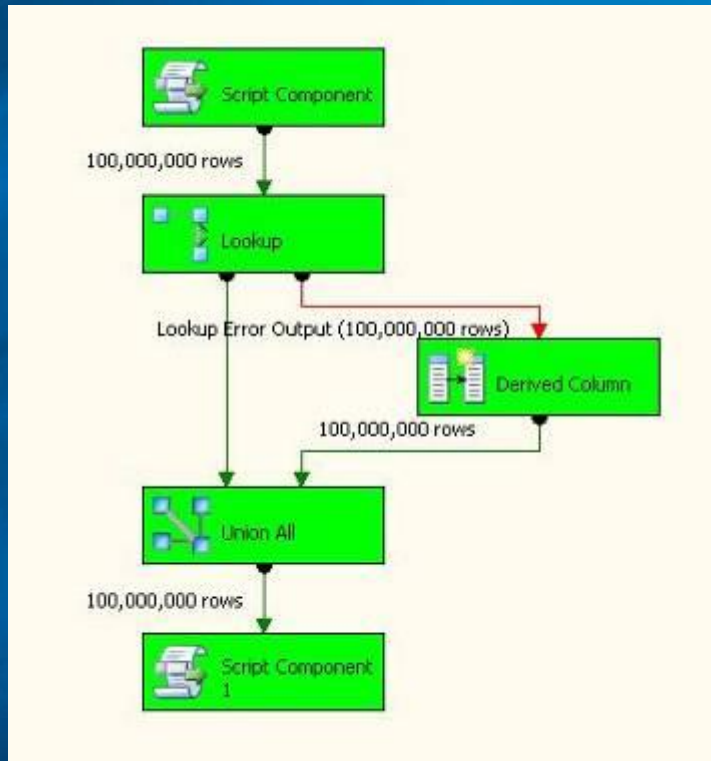 Script Component
100,000,000 rows
Lookup
Lookup Error Output (100,000,000 rows)
Derived Column
100,000,000 rows
Union All
100,000,000 rows
Script Component
1